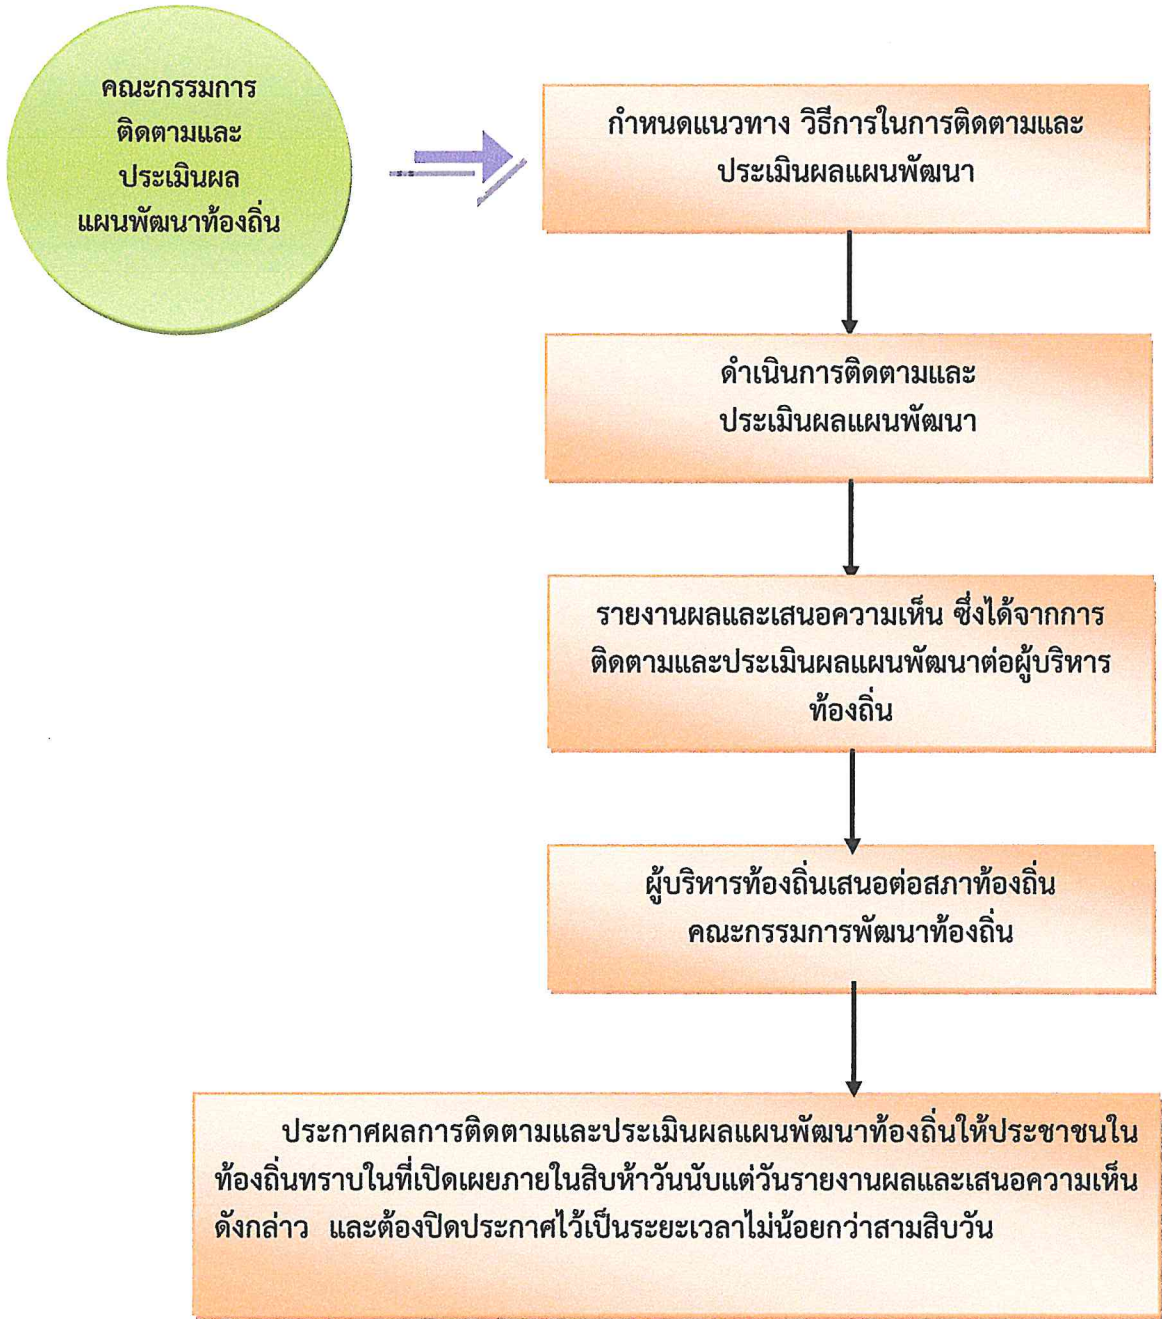 คณะกรรมการ
ติดตามและ
ประเมินผล
แผนพัฒนาท้องถิ่น
กำหนดแนวทาง วิธีการในการติดตามและ
ประเมินผลแผนพัฒนา
ดำเนินการติดตามและ
ประเมินผลแผนพัฒนา
รายงานผลและเสนอความเห็น ซึ่งได้จากการ
ติดตามและประเมินผลแผนพัฒนาต่อผู้บริหาร
ท้องถิ่น
ผู้บริหารท้องถิ่นเสนอต่อสภาท้องถิ่น
คณะกรรมการพัฒนาท้องถิ่น
ประกาศผลการติดตามและประเมินผลแผนพัฒนาท้องถิ่นให้ประชาชนใน
ท้องถิ่นทราบในที่เปิดเผยภายในสิบห้าวันนับแต่วันรายงานผลและเสนอความเห็น
ดังกล่าว และต้องปิดประกาศไว้เป็นระยะเวลาไม่น้อยกว่าสามสิบวัน